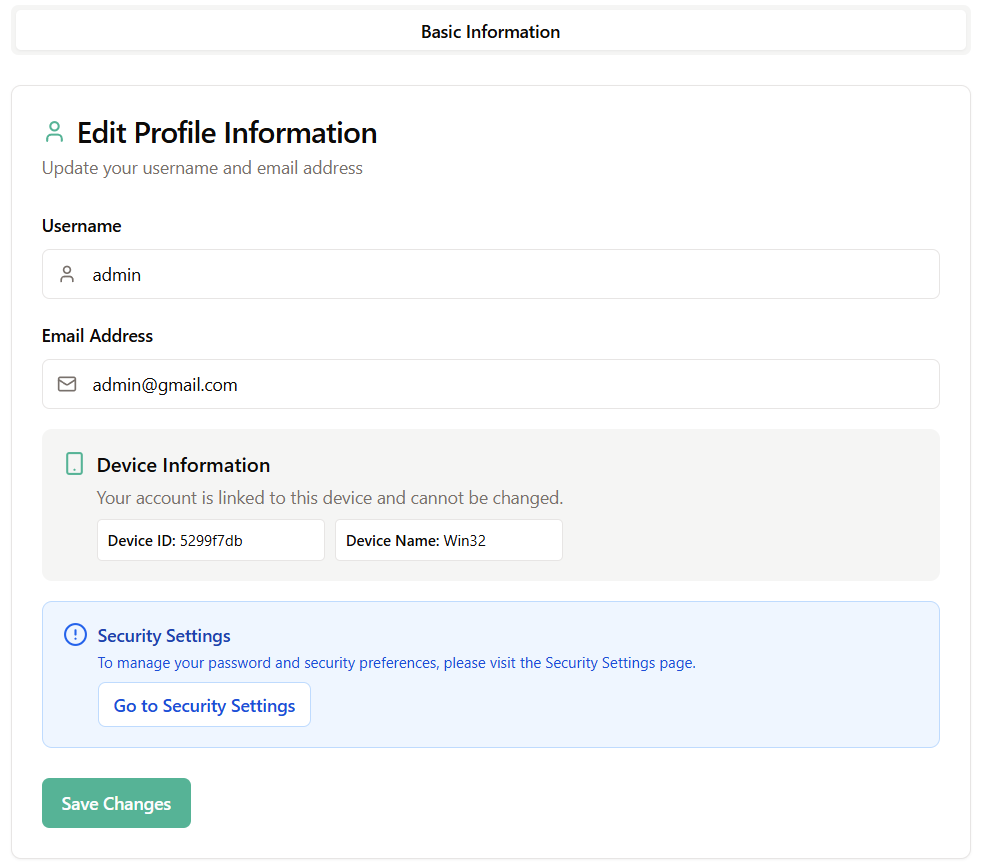 Basic Information
Edit Profile Information
Update your username and email address
Username
admin
Email Address
admin@gmail.com
Device Information
Your account is linked to this device and cannot be changed.
Device ID: 5299f7db
Device Name: Win32
Security Settings
To manage your password and security preferences, please visit the Security Settings page.
Go to Security Settings
Save Changes